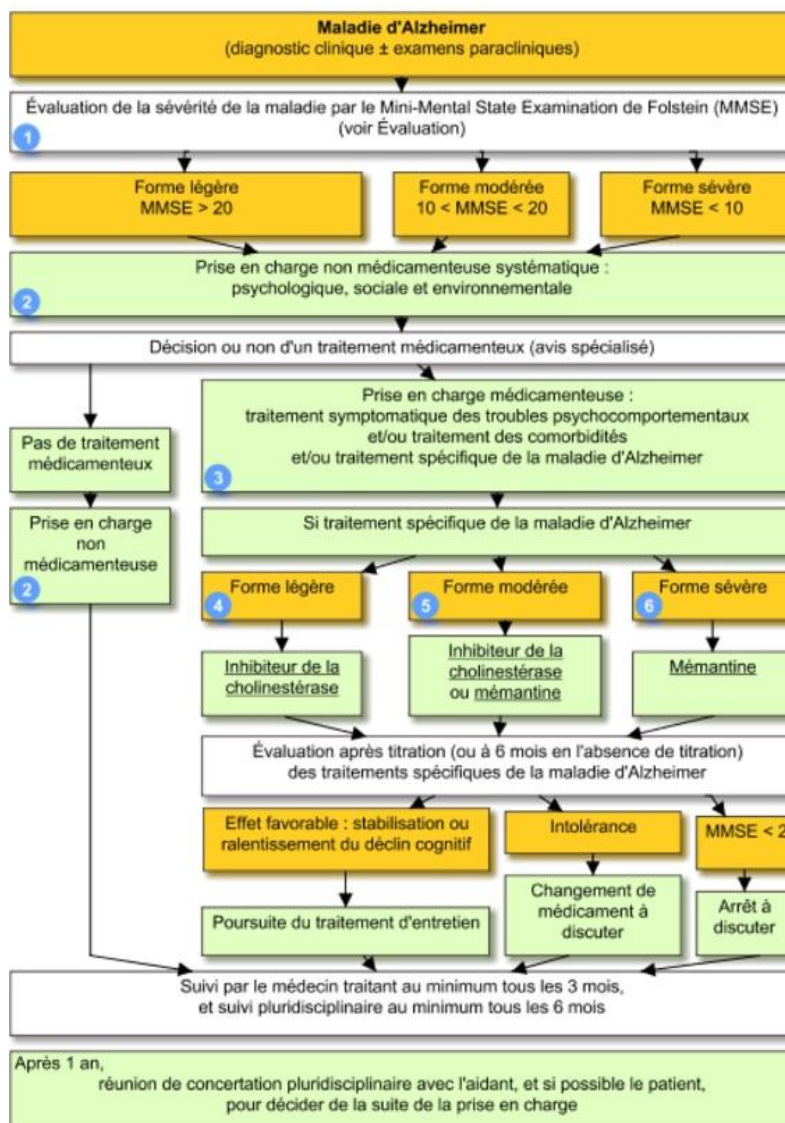 Maladie d'Alzheimer
(diagnostic clinique ± examens paracliniques)
Évaluation de la sévérité de la maladie par le Mini-Mental State Examination de Folstein (MMSE)
(voir Évaluation)
1
Forme légère
MMSE > 20
Forme modérée
10 < MMSE < 20
Forme sévère
MMSE < 10
Prise en charge non médicamenteuse systématique :
psychologique, sociale et environnementale
2
Décision ou non d'un traitement médicamenteux (avis spécialisé)
Pas de traitement
médicamenteux
Prise en charge
non
médicamenteuse
2
Prise en charge médicamenteuse :
traitement symptomatique des troubles psychocomportementaux
et/ou traitement des comorbidités
et/ou traitement spécifique de la maladie d'Alzheimer
3
Si traitement spécifique de la maladie d'Alzheimer
Forme légère
4
Forme modérée
5
Forme sévère
6
Inhibiteur de la
cholinestérase
Inhibiteur de la
cholinestérase
ou mémantine
Mémantine
Évaluation après titration (ou à 6 mois en l'absence de titration)
des traitements spécifiques de la maladie d'Alzheimer
Effet favorable : stabilisation ou
ralentissement du déclin cognitif
Intolérance
MMSE < 2
Poursuite du traitement d'entretien
Changement de
médicament à
discuter
Arrêt à
discuter
Suivi par le médecin traitant au minimum tous les 3 mois,
et suivi pluridisciplinaire au minimum tous les 6 mois
Après 1 an,
réunion de concertation pluridisciplinaire avec l'aidant, et si possible le patient,
pour décider de la suite de la prise en charge